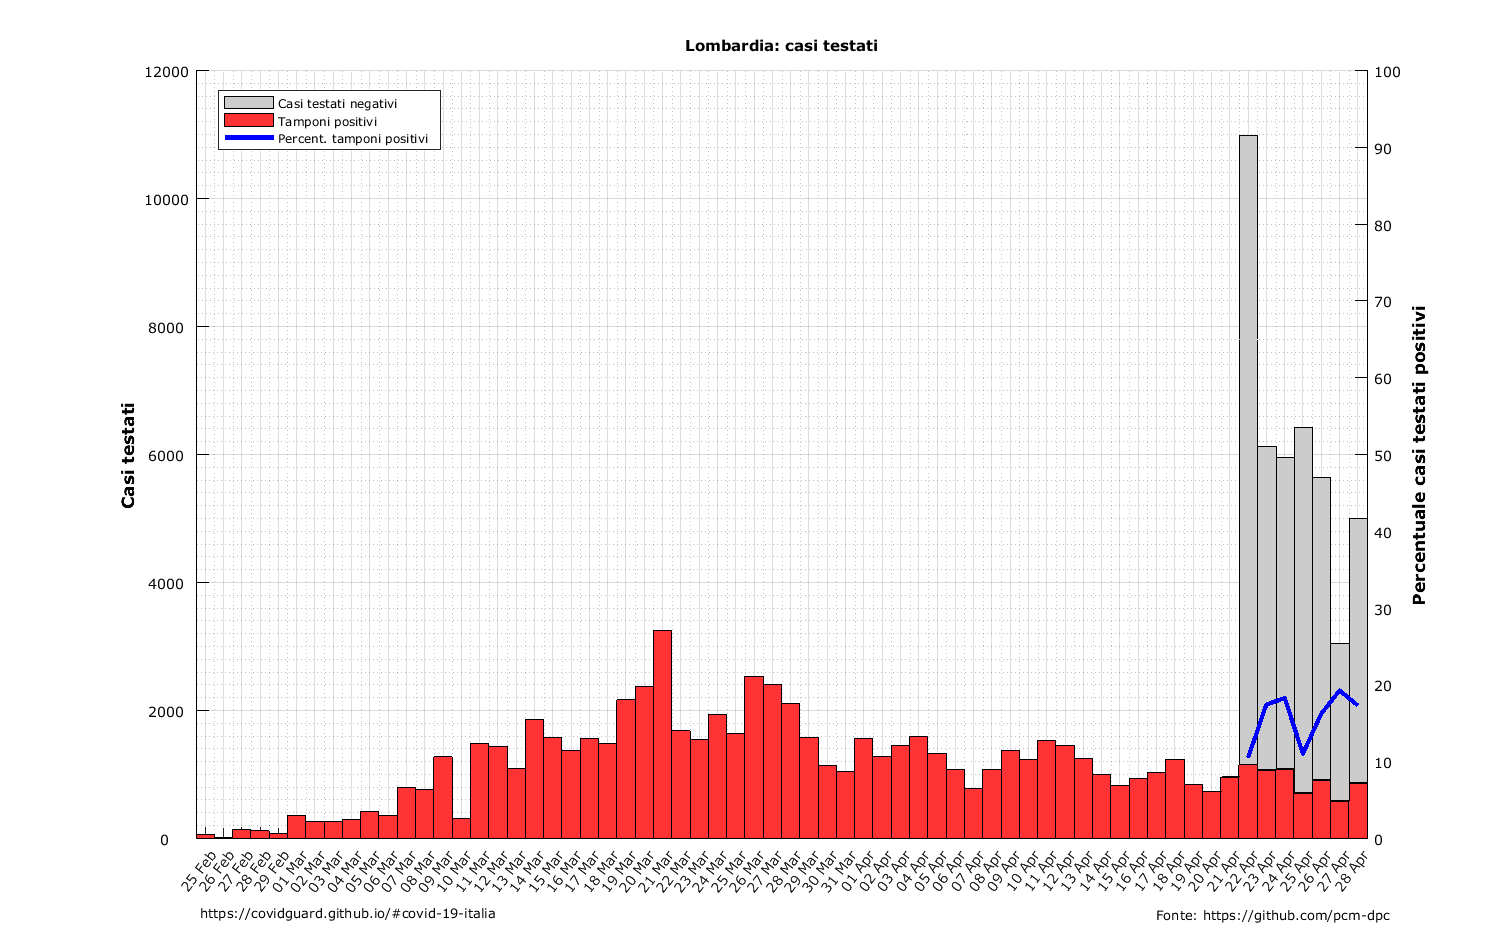 Lombardia: casi testati
12000
10000
8000
6000
4000
2000
0
100
90
80
70
60
50
40
30
20
10
0
Casi testati negativi
Tamponi positivi
Percent. tamponi positivi
Casi testati
Percentuale casi testati positivi
25 Feb
26 Feb
27 Feb
28 Feb
29 Feb
01 Mar
02 Mar
03 Mar
04 Mar
05 Mar
06 Mar
07 Mar
08 Mar
09 Mar
10 Mar
11 Mar
12 Mar
13 Mar
14 Mar
15 Mar
16 Mar
17 Mar
18 Mar
19 Mar
20 Mar
21 Mar
22 Mar
23 Mar
24 Mar
25 Mar
26 Mar
27 Mar
28 Mar
29 Mar
30 Mar
31 Mar
01 Apr
02 Apr
03 Apr
04 Apr
05 Apr
06 Apr
07 Apr
08 Apr
09 Apr
10 Apr
11 Apr
12 Apr
13 Apr
14 Apr
15 Apr
16 Apr
17 Apr
18 Apr
19 Apr
20 Apr
21 Apr
22 Apr
23 Apr
24 Apr
25 Apr
26 Apr
27 Apr
28 Apr
https://covidguard.github.io/#covid-19-italia
Fonte: https://github.com/pcm-dpc